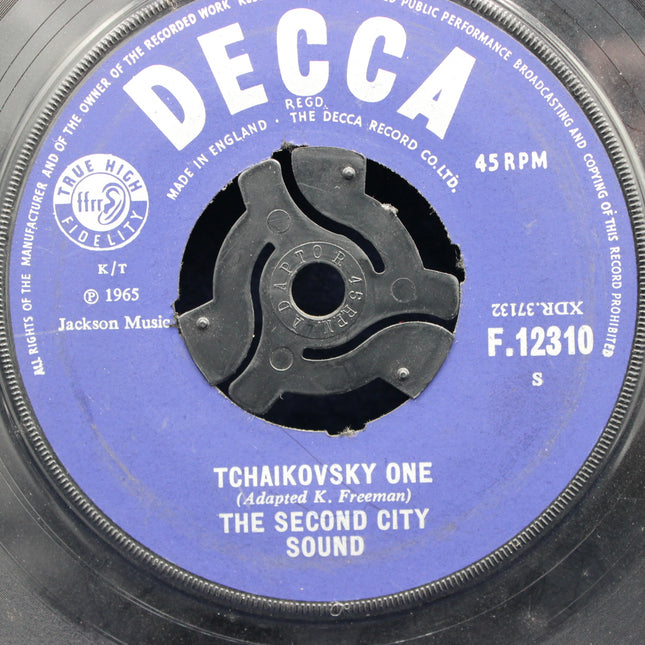 ALL RIGHTS OF THE MANUFACTURER AND OF THE OWNER OF THE RECORDED WORK
PUBLIC PERFORMANCE BROADCASTING AND COPYING OF THIS RECORD PROHIBITED
DECCA
REGD.
MADE IN ENGLAND · THE DECCA RECORD CO. LTD.
45 RPM
TRUE HIGH
ffrr
FIDELITY
K/T
℗ 1965
Jackson Music
ADAPTOR 45RPM
XDR.37132
F.12310
S
TCHAIKOVSKY ONE
(Adapted K. Freeman)
THE SECOND CITY
SOUND